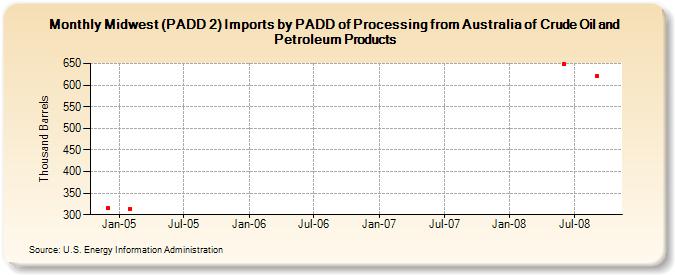 Monthly Midwest (PADD 2) Imports by PADD of Processing from Australia of Crude Oil and
Petroleum Products
Thousand Barrels
650
600
550
500
450
400
350
300
Jan-05 Jul-05 Jan-06 Jul-06 Jan-07 Jul-07 Jan-08 Jul-08
Source: U.S. Energy Information Administration